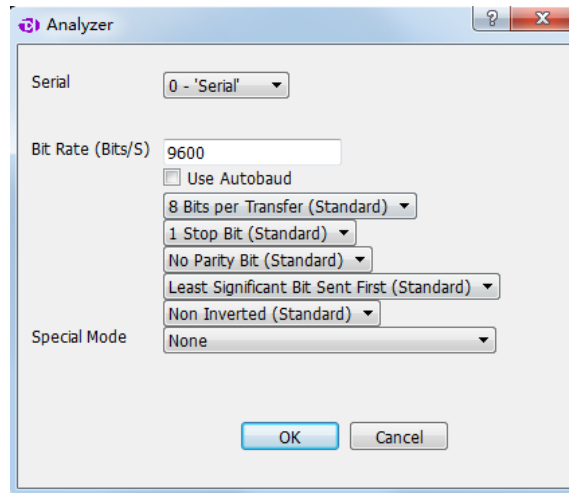 Analyzer
Serial 0 - 'Serial'
Bit Rate (Bits/S) 9600
Use Autobaud
8 Bits per Transfer (Standard)
1 Stop Bit (Standard)
No Parity Bit (Standard)
Least Significant Bit Sent First (Standard)
Non Inverted (Standard)
Special Mode None
OK Cancel